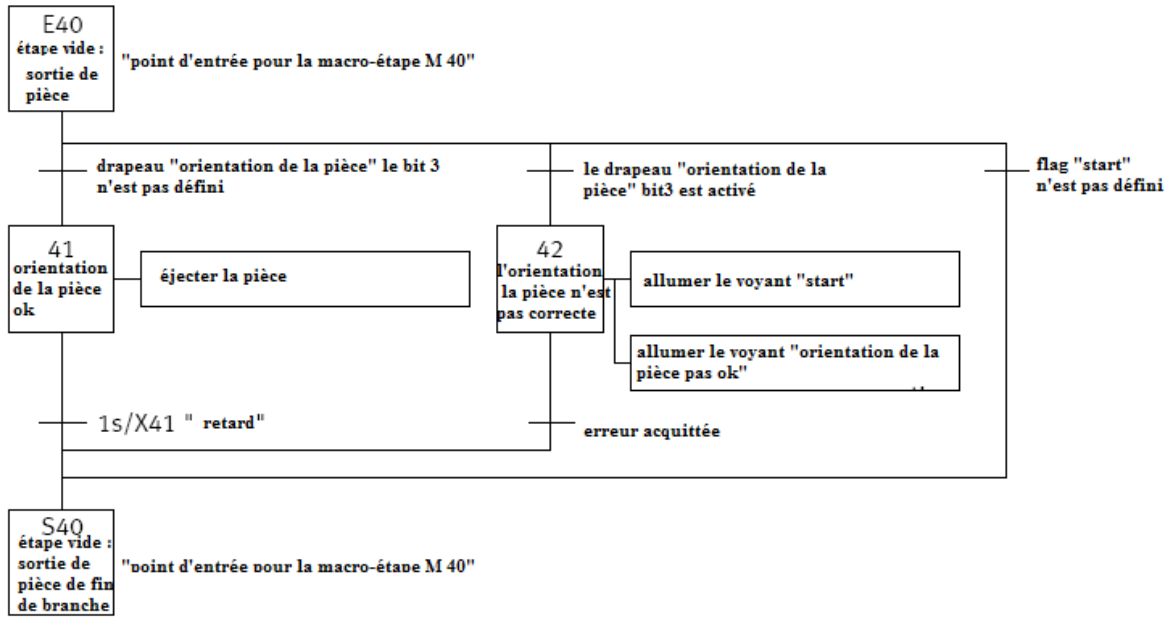 E40
étape vide :
sortie de
pièce
"point d'entrée pour la macro-étape M 40"
drapeau "orientation de la pièce" le bit 3
n'est pas défini
le drapeau "orientation de la
pièce" bit3 est activé
flag "start"
n'est pas défini
41
orientation
de la pièce
ok
éjecter la pièce
42
l'orientation
la pièce n'est
pas correcte
allumer le voyant "start"
allumer le voyant "orientation de la
pièce pas ok"
1s/X41 " retard"
erreur acquittée
S40
étape vide :
sortie de
pièce de fin
de branche
"point d'entrée pour la macro-étape M 40"